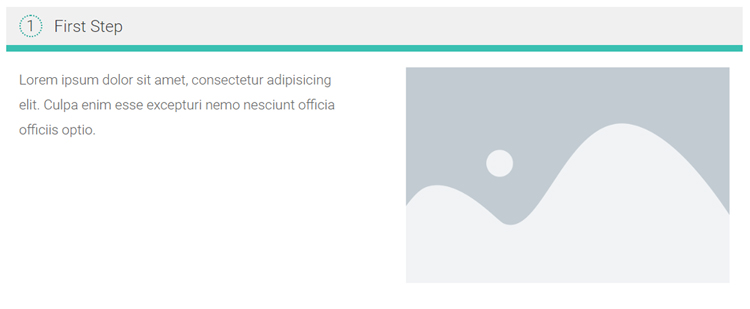 1 First Step
Lorem ipsum dolor sit amet, consectetur adipisicing
elit. Culpa enim esse excepturi nemo nesciunt officia
officiis optio.